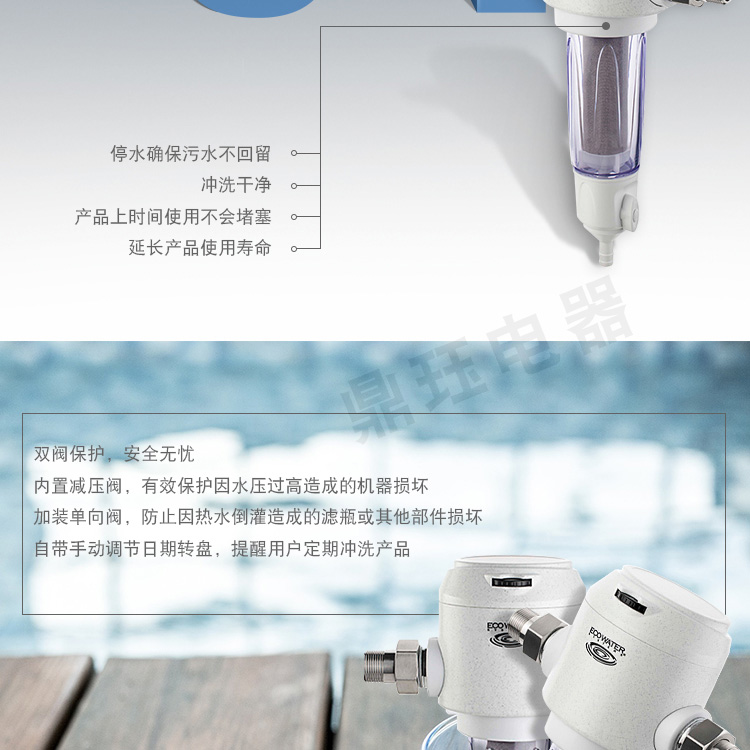 停水确保污水不回留
冲洗干净
产品上时间使用不会堵塞
延长产品使用寿命
鼎珏电器
双阀保护，安全无忧
内置减压阀，有效保护因水压过高造成的机器损坏
加装单向阀，防止因热水倒灌造成的滤瓶或其他部件损坏
自带手动调节日期转盘，提醒用户定期冲洗产品
ECOWATER
ECOWATER